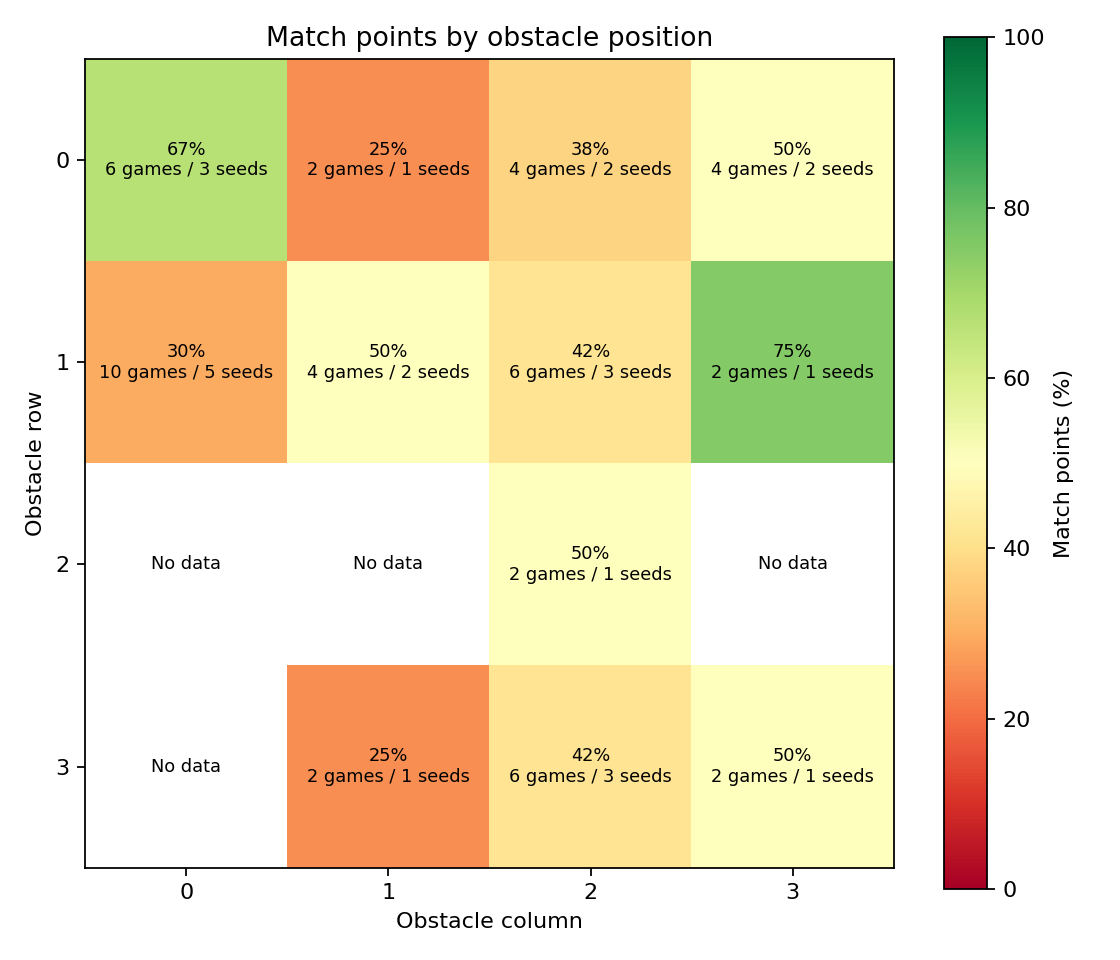 Match points by obstacle position
67%
6 games / 3 seeds
25%
2 games / 1 seeds
38%
4 games / 2 seeds
50%
4 games / 2 seeds
30%
10 games / 5 seeds
50%
4 games / 2 seeds
42%
6 games / 3 seeds
75%
2 games / 1 seeds
No data
No data
50%
2 games / 1 seeds
No data
No data
25%
2 games / 1 seeds
42%
6 games / 3 seeds
50%
2 games / 1 seeds
0
1
2
3
Obstacle row
0
1
2
3
Obstacle column
100
80
60
40
20
0
Match points (%)